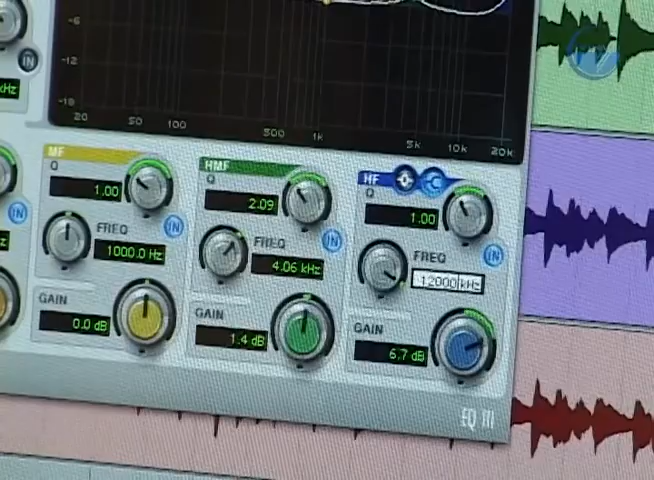 -6
IN
-12
kHz
-18
20 50 100 500 1k 5k 10k 20k
MF HMF HF
Q Q Q
1.00 2.09 1.00
IN IN IN IN
FREQ FREQ FREQ
z 1000.0 Hz 4.06 kHz 12000 kHz
GAIN GAIN GAIN
0.0 dB 1.4 dB 6.7 dB
EQ III